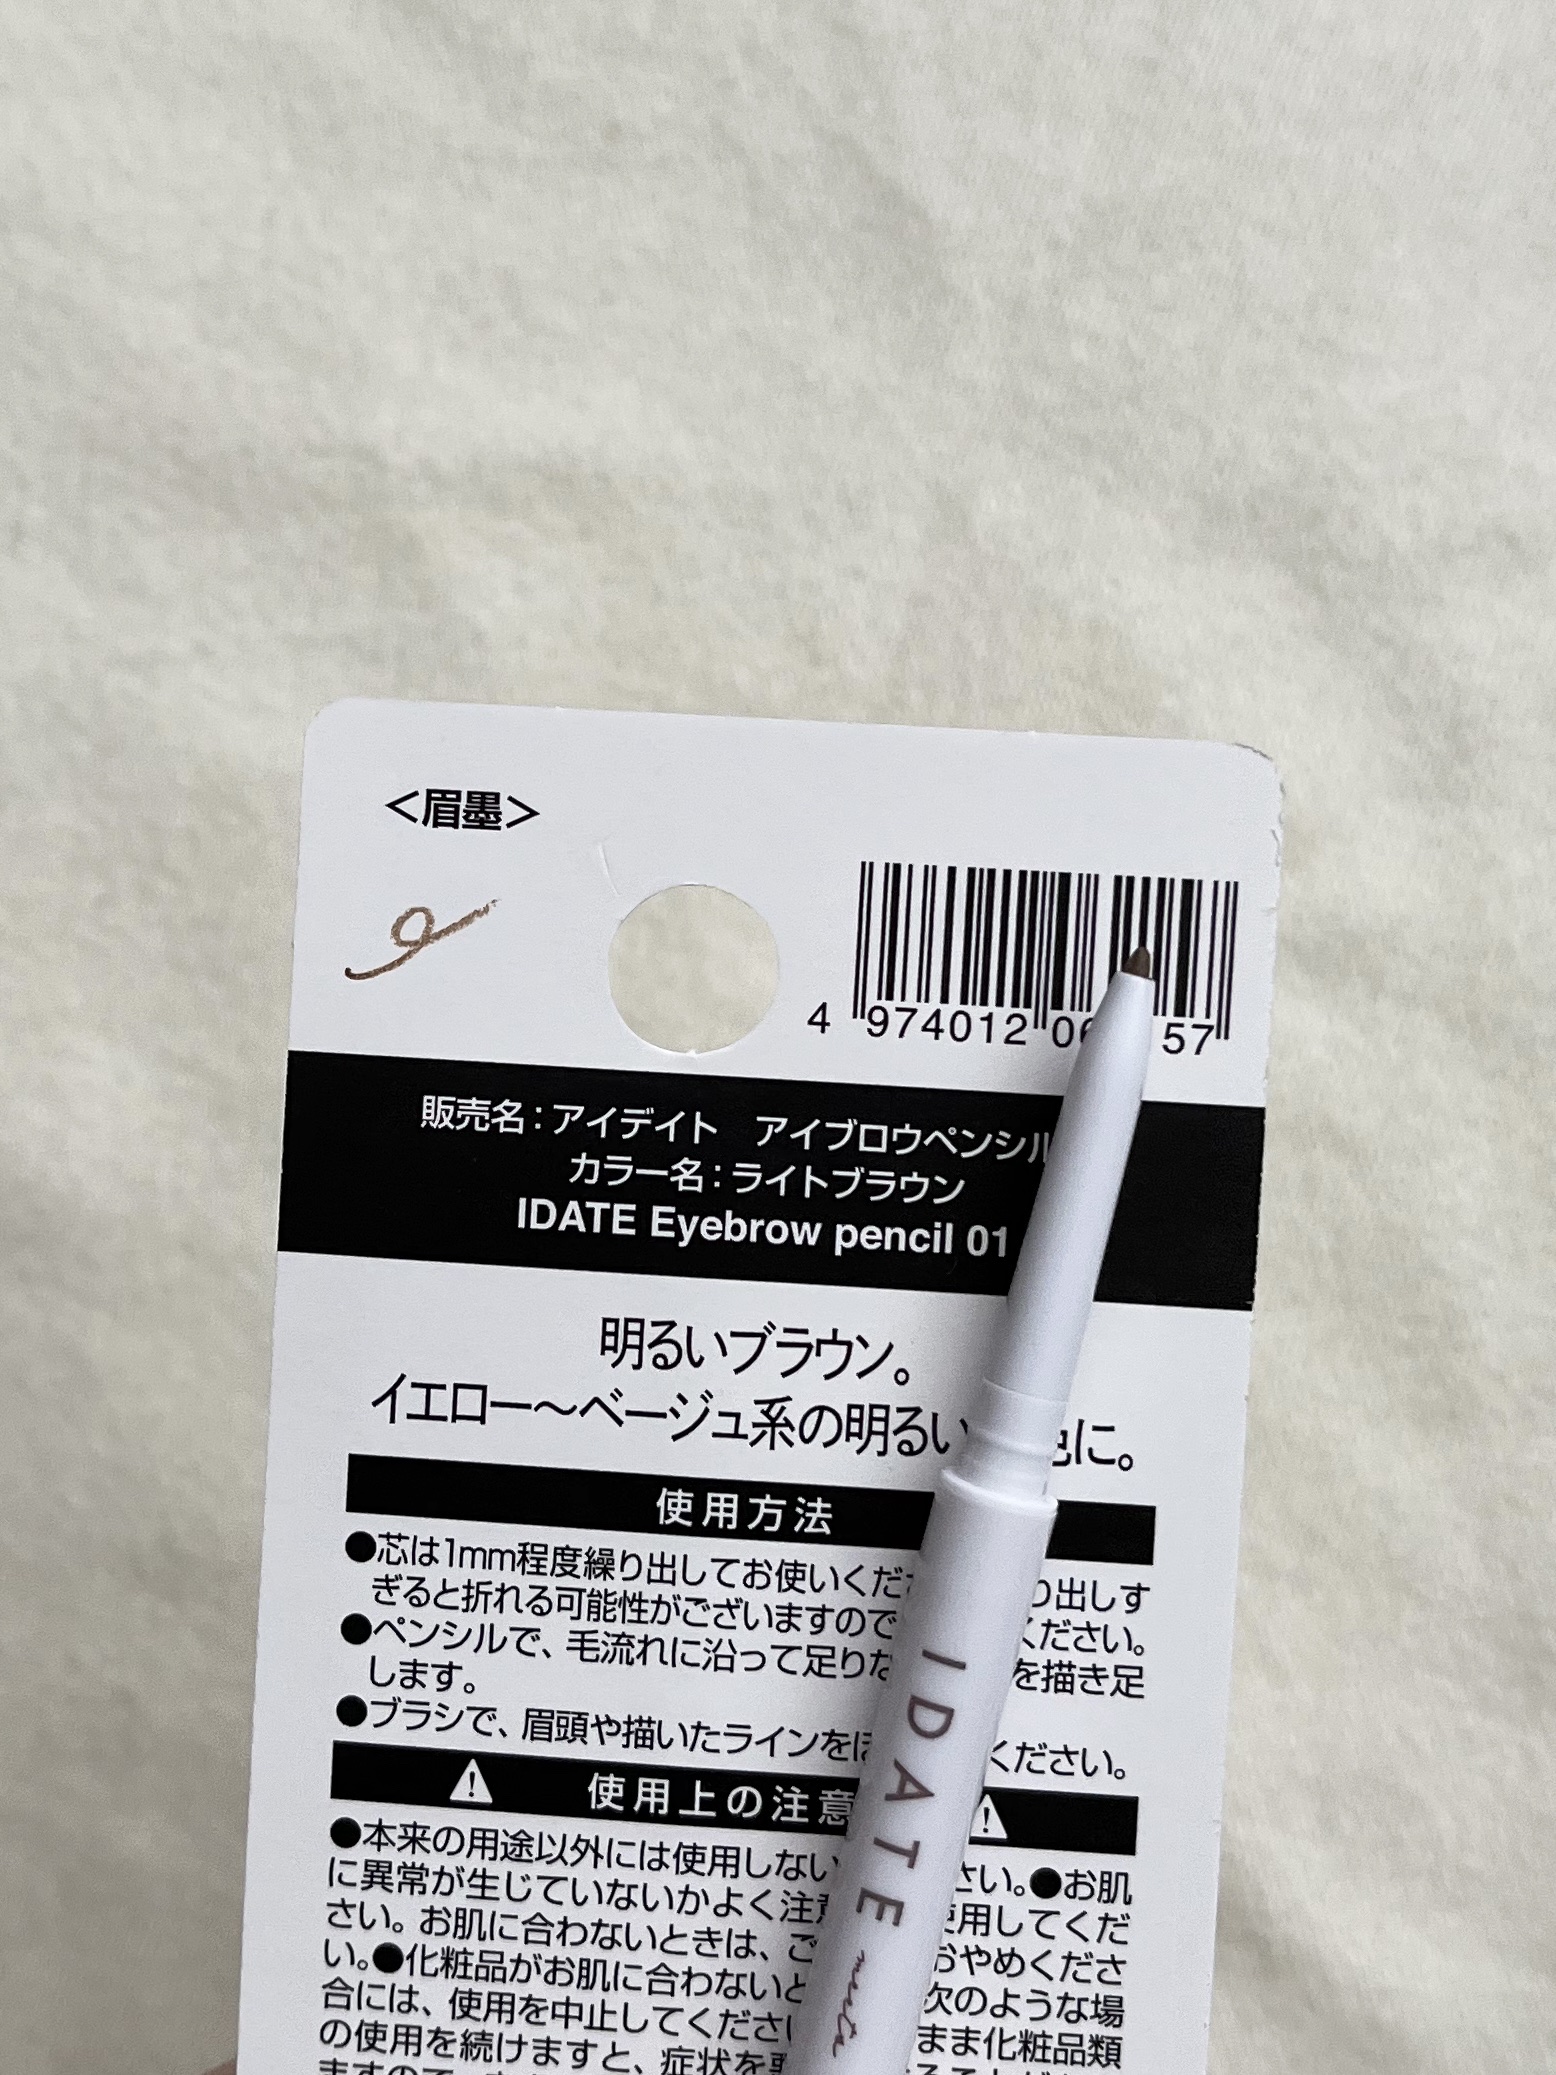 <眉墨>
4 974012 06 57
販売名：アイデイト　アイブロウペンシル
カラー名：ライトブラウン
IDATE Eyebrow pencil 01
明るいブラウン。
イエロー〜ベージュ系の明るい に。
使用方法
●芯は1mm程度繰り出してお使いくだ り出しす
ぎると折れる可能性がございますので ください。
●ペンシルで、毛流れに沿って足りな を描き足
します。
●ブラシで、眉頭や描いたラインをほ ください。
使用上の注意
●本来の用途以外には使用しない さい。●お肌
に異常が生じていないかよく注意 使用してくだ
さい。お肌に合わないときは、ご おやめくださ
い。●化粧品がお肌に合わないと 次のような場
合には、使用を中止してくださ まま化粧品類
の使用を続けますと、症状を悪
IDATE
menta